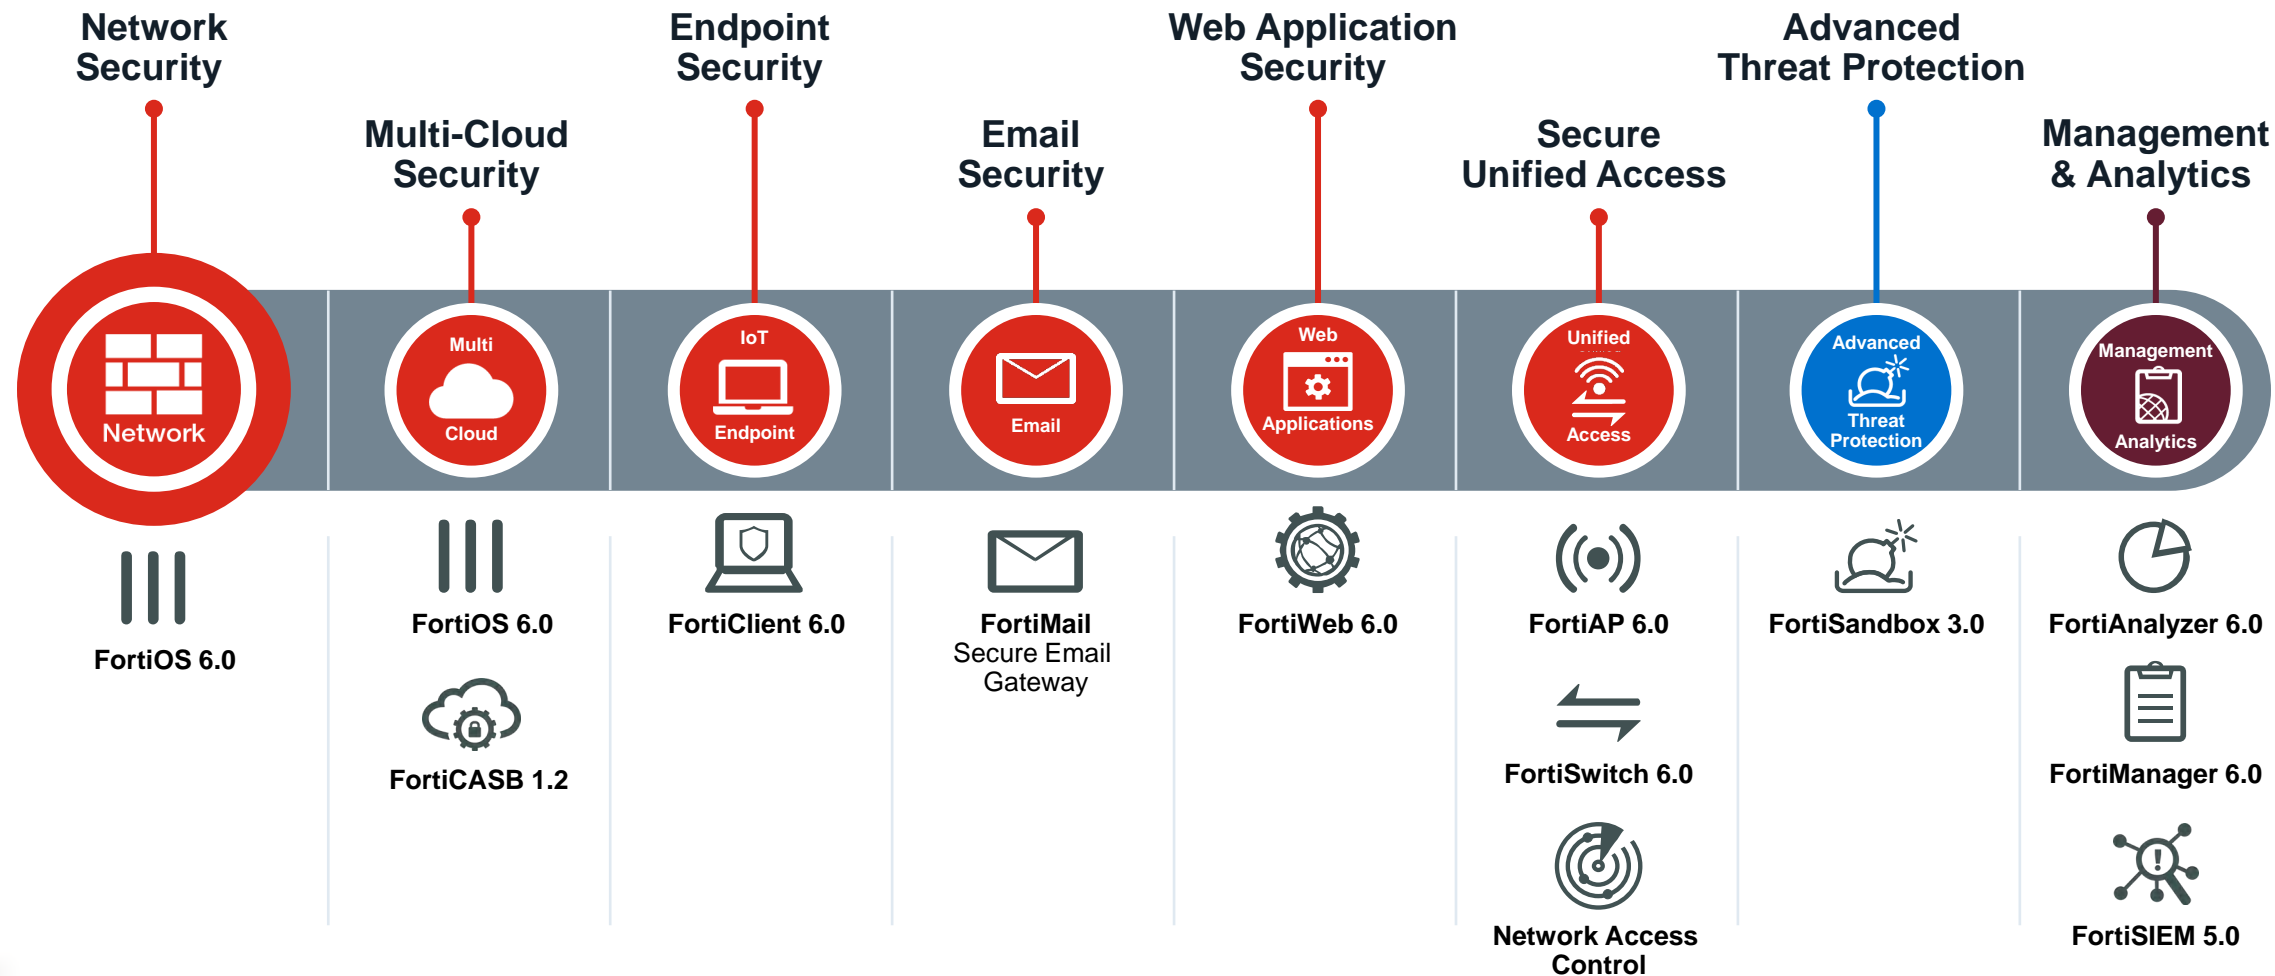 Network
Security
Endpoint
Security
Web Application
Security
Advanced
Threat Protection
Multi-Cloud
Security
Email
Security
Secure
Unified Access
Management
& Analytics
Network
Multi
Cloud
IoT
Endpoint
Email
Web
Applications
Unified
Access
Advanced
Threat
Protection
Management
Analytics
FortiOS 6.0
FortiOS 6.0
FortiCASB 1.2
FortiClient 6.0
FortiMail
Secure Email
Gateway
FortiWeb 6.0
FortiAP 6.0
FortiSwitch 6.0
Network Access
Control
FortiSandbox 3.0
FortiAnalyzer 6.0
FortiManager 6.0
FortiSIEM 5.0